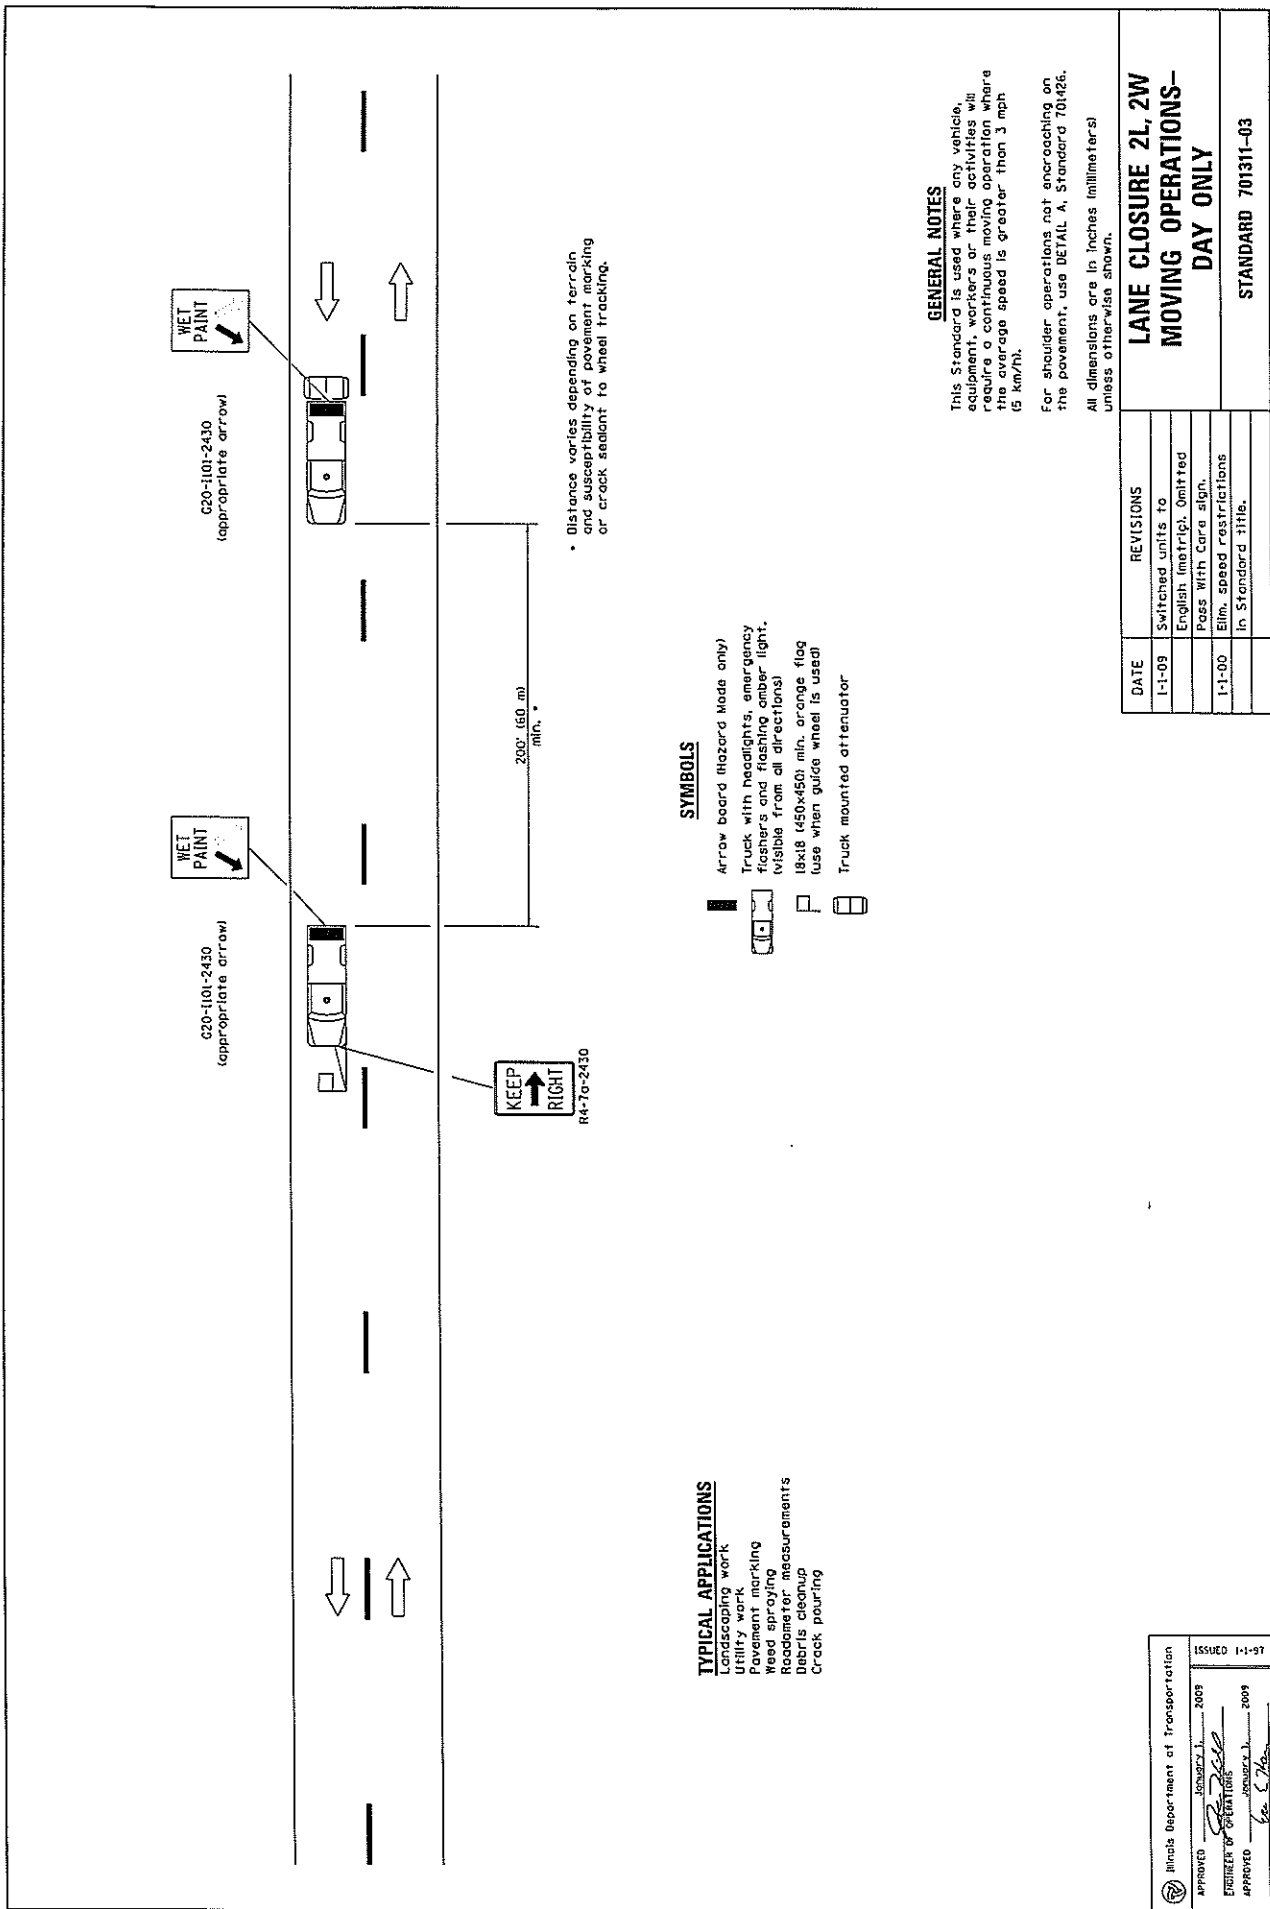 G20-I101-2430
(appropriate arrow)
WET
PAINT
G20-I101-2430
(appropriate arrow)
WET
PAINT
KEEP
RIGHT
R4-7a-2430
200' (60 m)
min. *
* Distance varies depending on terrain
and susceptibility of pavement marking
or crack sealant to wheel tracking.
TYPICAL APPLICATIONS
Landscaping work
Utility work
Pavement marking
Weed spraying
Roadometer measurements
Debris cleanup
Crack pouring
SYMBOLS
Arrow board (Hazard Mode only)
Truck with headlights, emergency
flashers and flashing amber light.
(visible from all directions)
18x18 (450x450) min. orange flag
(use when guide wheel is used)
Truck mounted attenuator
GENERAL NOTES
This Standard is used where any vehicle,
equipment, workers or their activities will
require a continuous moving operation where
the average speed is greater than 3 mph
(5 km/h).
For shoulder operations not encroaching on
the pavement, use DETAIL A, Standard 701426.
All dimensions are in inches (millimeters)
unless otherwise shown.
Illinois Department of Transportation
APPROVED January 1, 2009
ENGINEER OF OPERATIONS
APPROVED January 1, 2009
ISSUED 1-1-97
DATE REVISIONS
1-1-09 Switched units to
English (metric). Omitted
Pass With Care sign.
1-1-00 Elim. speed restrictions
in Standard title.
LANE CLOSURE 2L, 2W
MOVING OPERATIONS–
DAY ONLY
STANDARD 701311-03